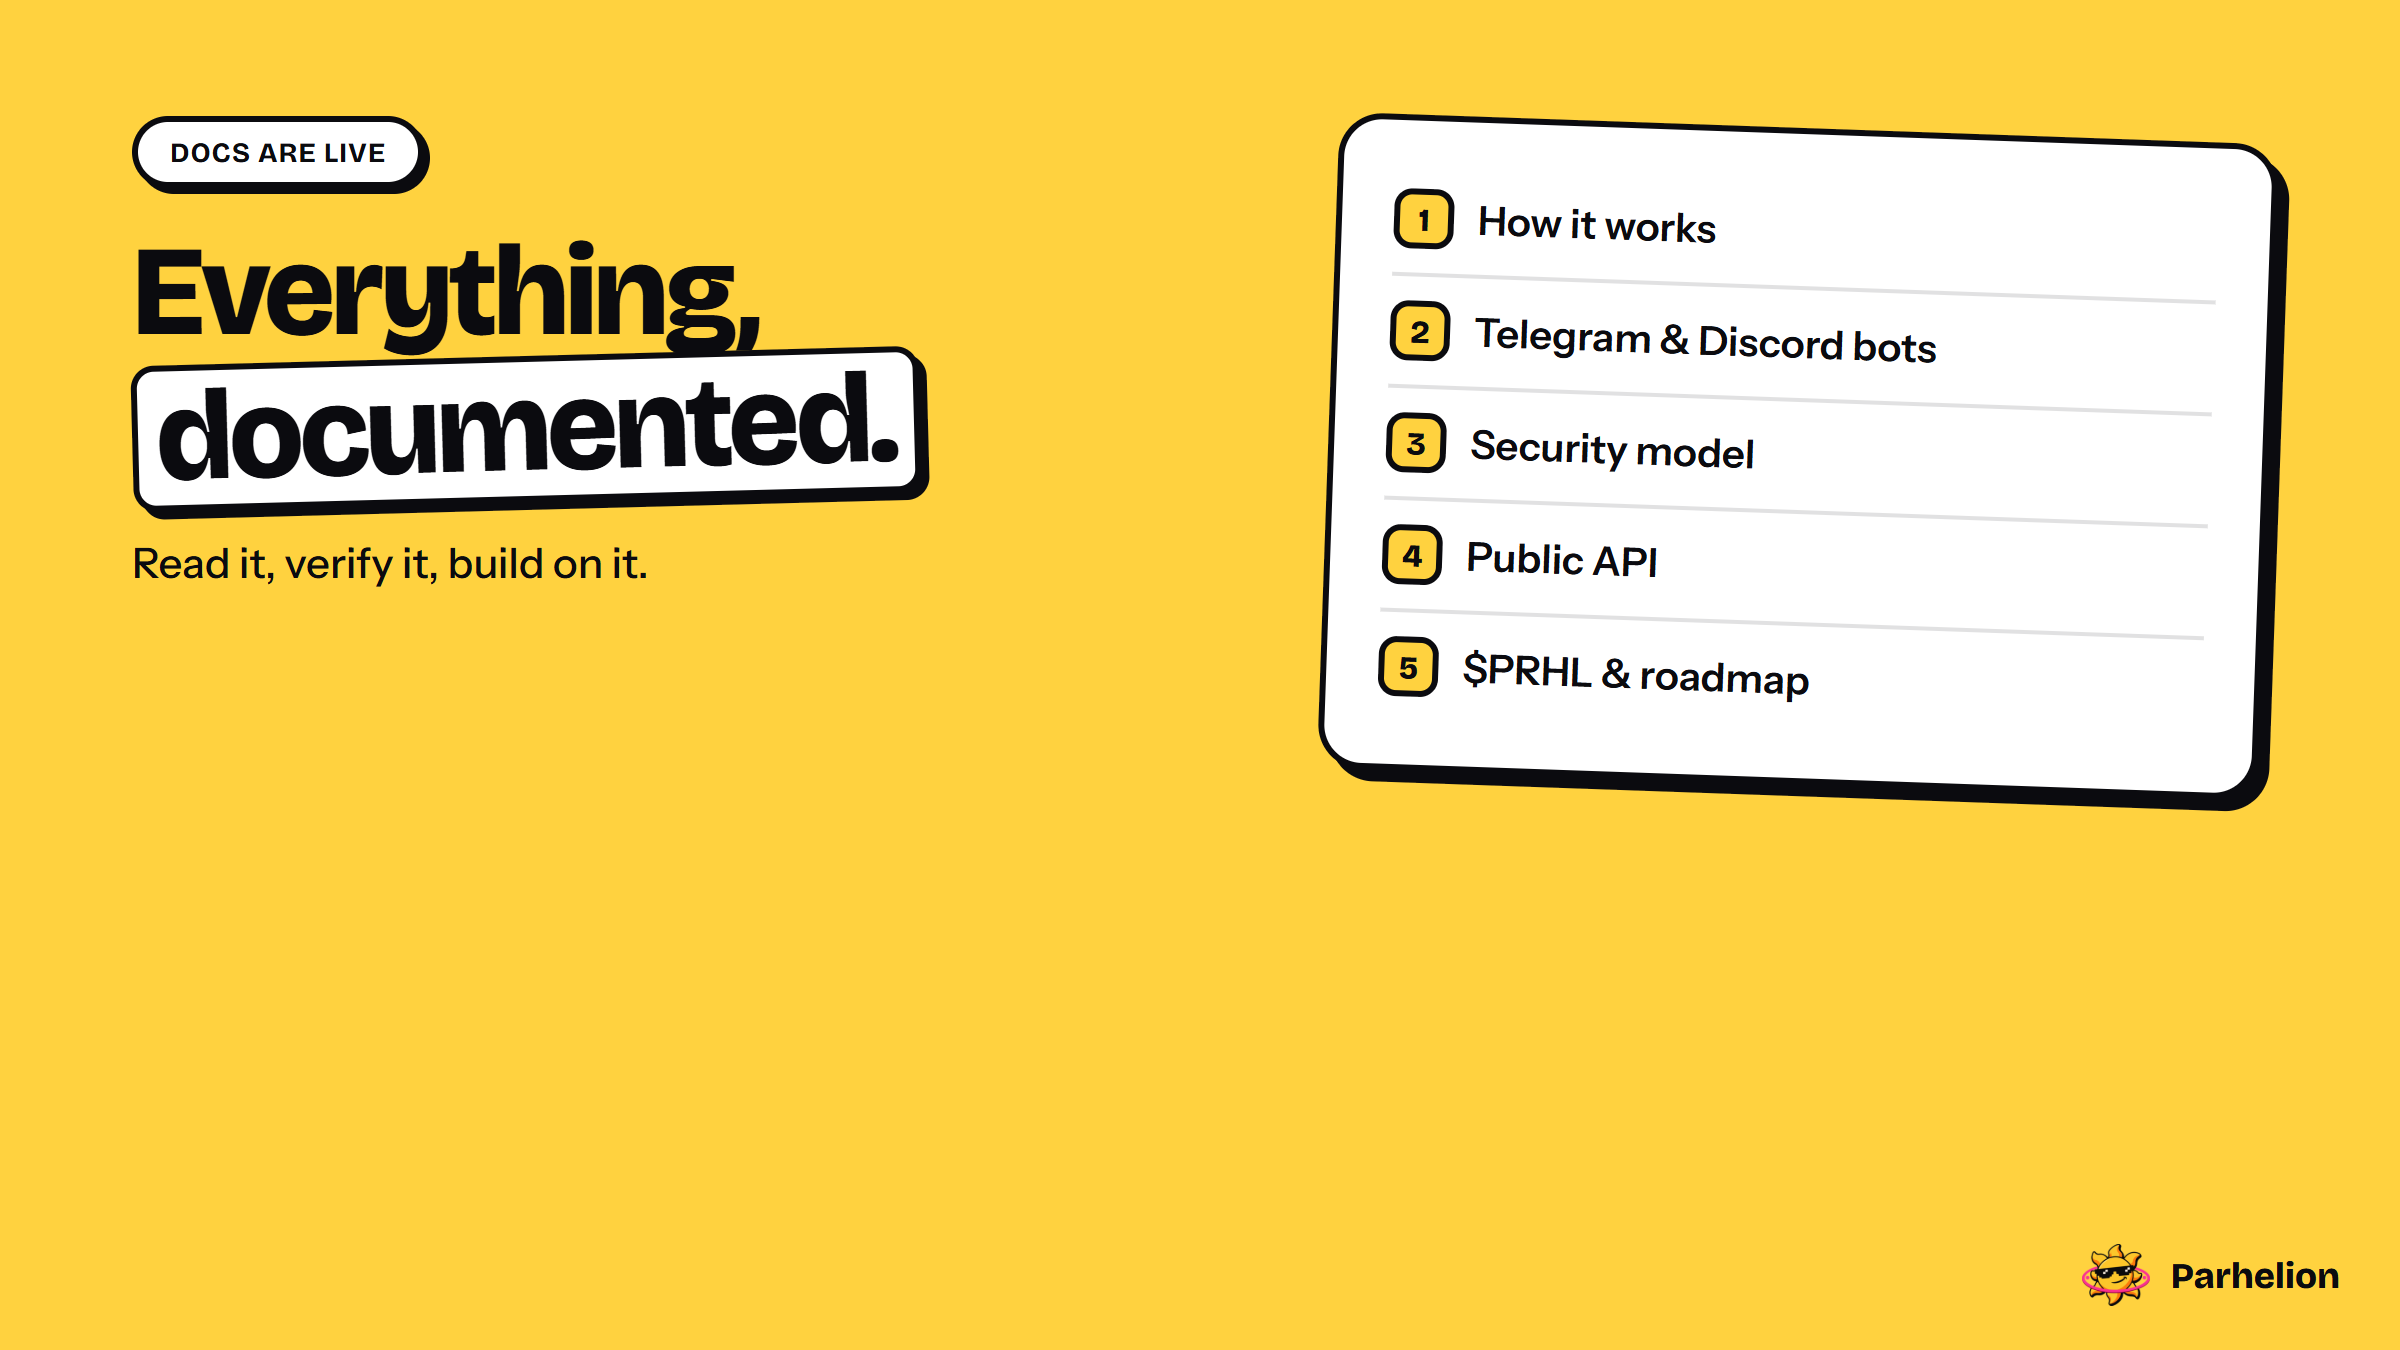 DOCS ARE LIVE
Everything,
documented.
Read it, verify it, build on it.
1 How it works
2 Telegram & Discord bots
3 Security model
4 Public API
5 $PRHL & roadmap
Parhelion